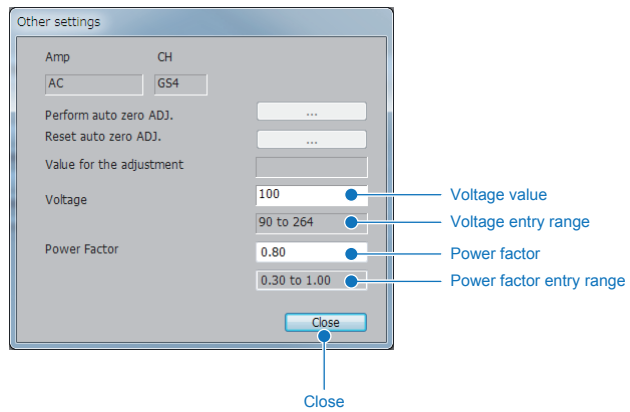 Other settings
Amp CH
AC GS4
Perform auto zero ADJ. ...
Reset auto zero ADJ. ...
Value for the adjustment
Voltage 100 Voltage value
90 to 264 Voltage entry range
Power Factor 0.80 Power factor
0.30 to 1.00 Power factor entry range
Close
Close